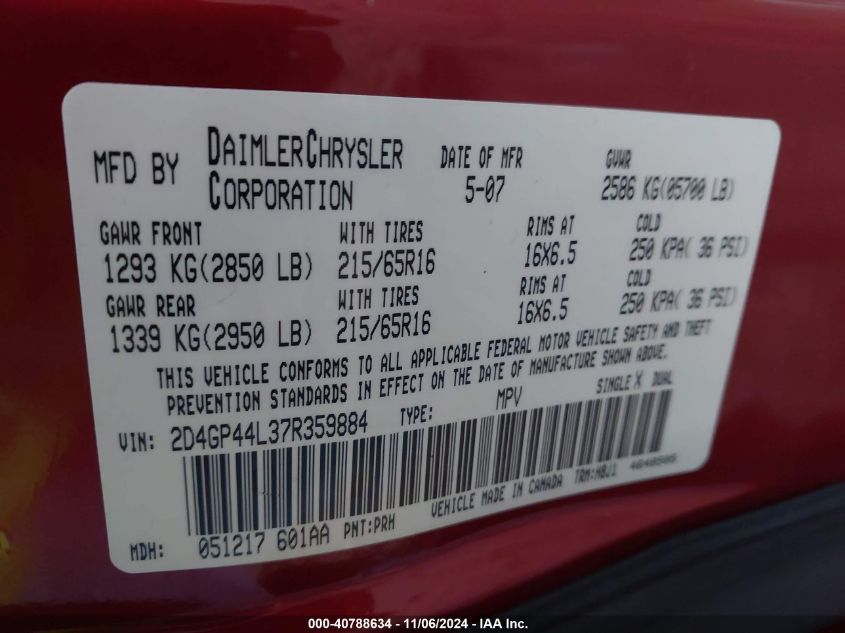 MFD BY DAIMLERCHRYSLER CORPORATION DATE OF MFR 5-07 GVWR 2586 KG(05700 LB)
GAWR FRONT WITH TIRES RIMS AT COLD
1293 KG(2850 LB) 215/65R16 16X6.5 250 KPA( 36 PSI)
GAWR REAR WITH TIRES RIMS AT COLD
1339 KG(2950 LB) 215/65R16 16X6.5 250 KPA( 36 PSI)
THIS VEHICLE CONFORMS TO ALL APPLICABLE FEDERAL MOTOR VEHICLE SAFETY AND THEFT
PREVENTION STANDARDS IN EFFECT ON THE DATE OF MANUFACTURE SHOWN ABOVE.
VIN: 2D4GP44L37R359884 TYPE: MPV SINGLE X DUAL
VEHICLE MADE IN CANADA TRM:H8J1 4648505
MDH: 051217 601AA PNT:PRH
000-40788634 - 11/06/2024 - IAA Inc.